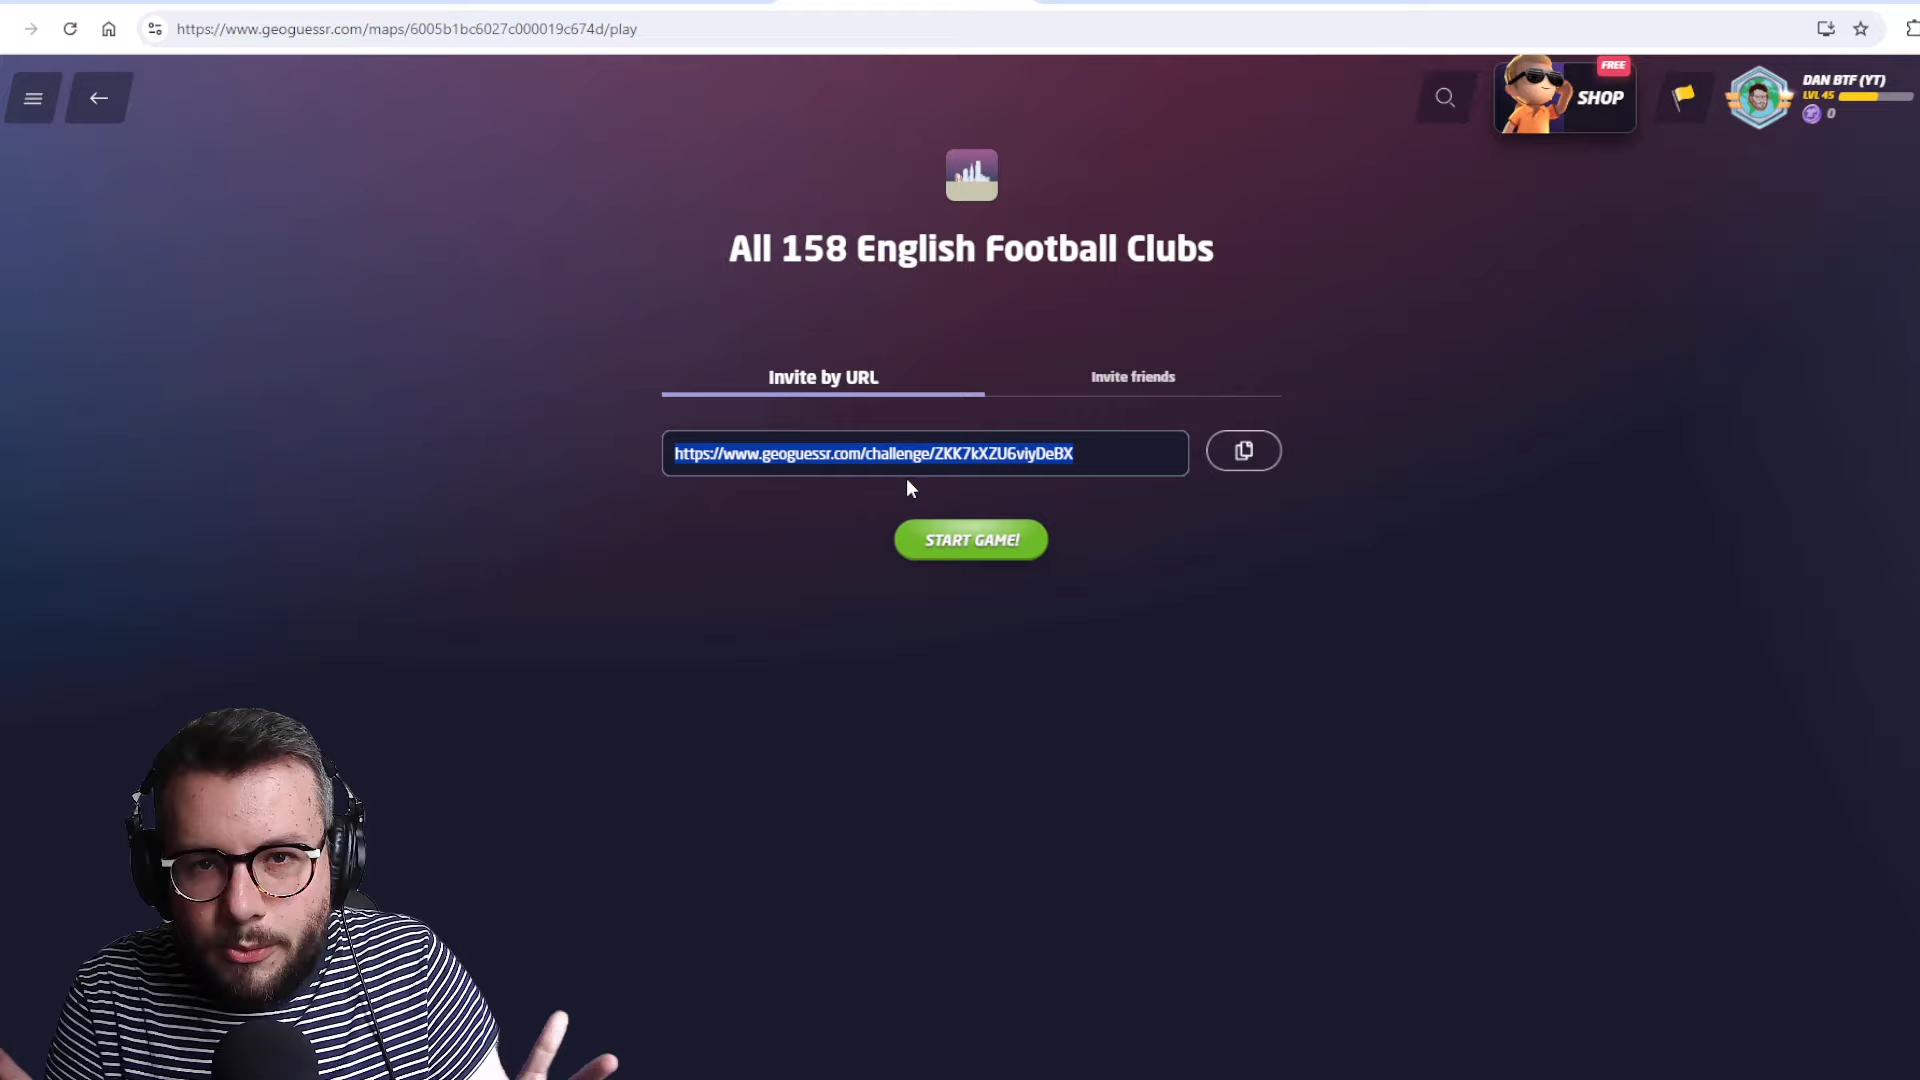 https://www.geoguessr.com/maps/6005b1bc6027c000019c674d/play
FREE
SHOP
DAN BTF (YT)
LVL 45
0
All 158 English Football Clubs
Invite by URL
Invite friends
https://www.geoguessr.com/challenge/ZKK7kXZU6viyDeBX
START GAME!